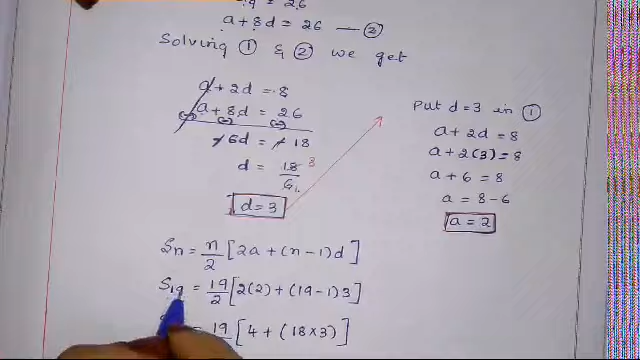 a + 8d = 26 — ②
Solving ① & ② we get
a + 2d = 8
a + 8d = 26
(-) (-) (-)
-6d = -18
d = 18/6
d = 3
Put d = 3 in ①
a + 2d = 8
a + 2(3) = 8
a + 6 = 8
a = 8 - 6
a = 2
Sn = n/2 [2a + (n - 1)d]
S19 = 19/2 [2(2) + (19 - 1)3]
= 19 [4 + (18 × 3)]